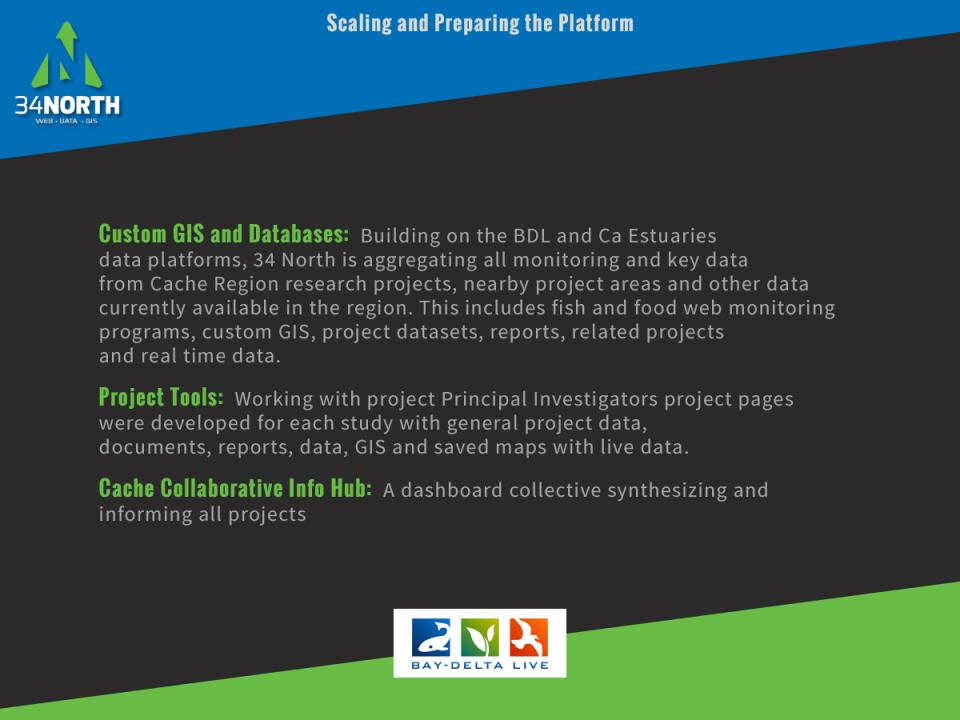 Scaling and Preparing the Platform
34NORTH
WEB • DATA • GIS
Custom GIS and Databases: Building on the BDL and Ca Estuaries
data platforms, 34 North is aggregating all monitoring and key data
from Cache Region research projects, nearby project areas and other data
currently available in the region. This includes fish and food web monitoring
programs, custom GIS, project datasets, reports, related projects
and real time data.
Project Tools: Working with project Principal Investigators project pages
were developed for each study with general project data,
documents, reports, data, GIS and saved maps with live data.
Cache Collaborative Info Hub: A dashboard collective synthesizing and
informing all projects
BAY-DELTA LIVE